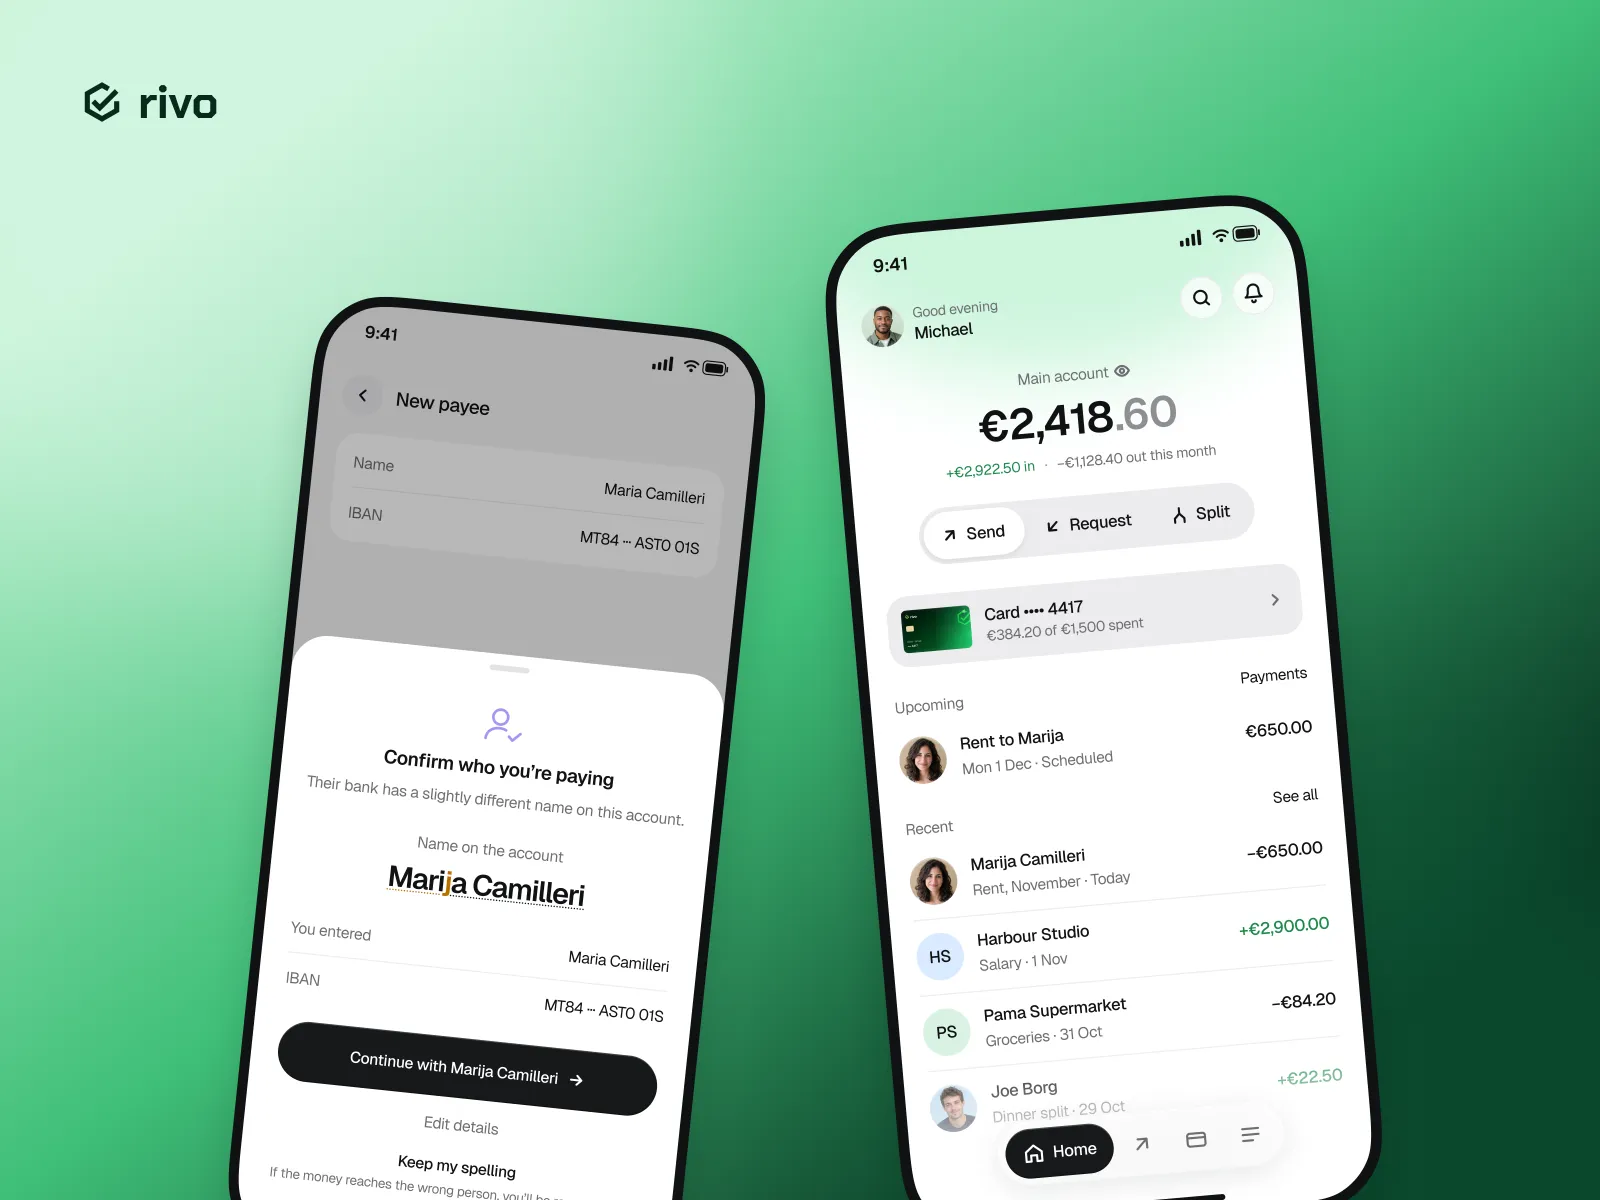 rivo
9:41
New payee
Name
Maria Camilleri
IBAN
MT84 ··· AST0 01S
Confirm who you’re paying
Their bank has a slightly different name on this account.
Name on the account
Marija Camilleri
You entered
Maria Camilleri
IBAN
MT84 ··· AST0 01S
Continue with Marija Camilleri
Edit details
Keep my spelling
If the money reaches the wrong person, you’ll be
9:41
Good evening
Michael
Main account
€2,418.60
+€2,922.50 in · −€1,128.40 out this month
Send
Request
Split
Card •••• 4417
€384.20 of €1,500 spent
Upcoming
Payments
Rent to Marija
€650.00
Mon 1 Dec · Scheduled
Recent
See all
Marija Camilleri
−€650.00
Rent, November · Today
HS
Harbour Studio
+€2,900.00
Salary · 1 Nov
PS
Pama Supermarket
−€84.20
Groceries · 31 Oct
Joe Borg
+€22.50
Dinner split · 29 Oct
Home